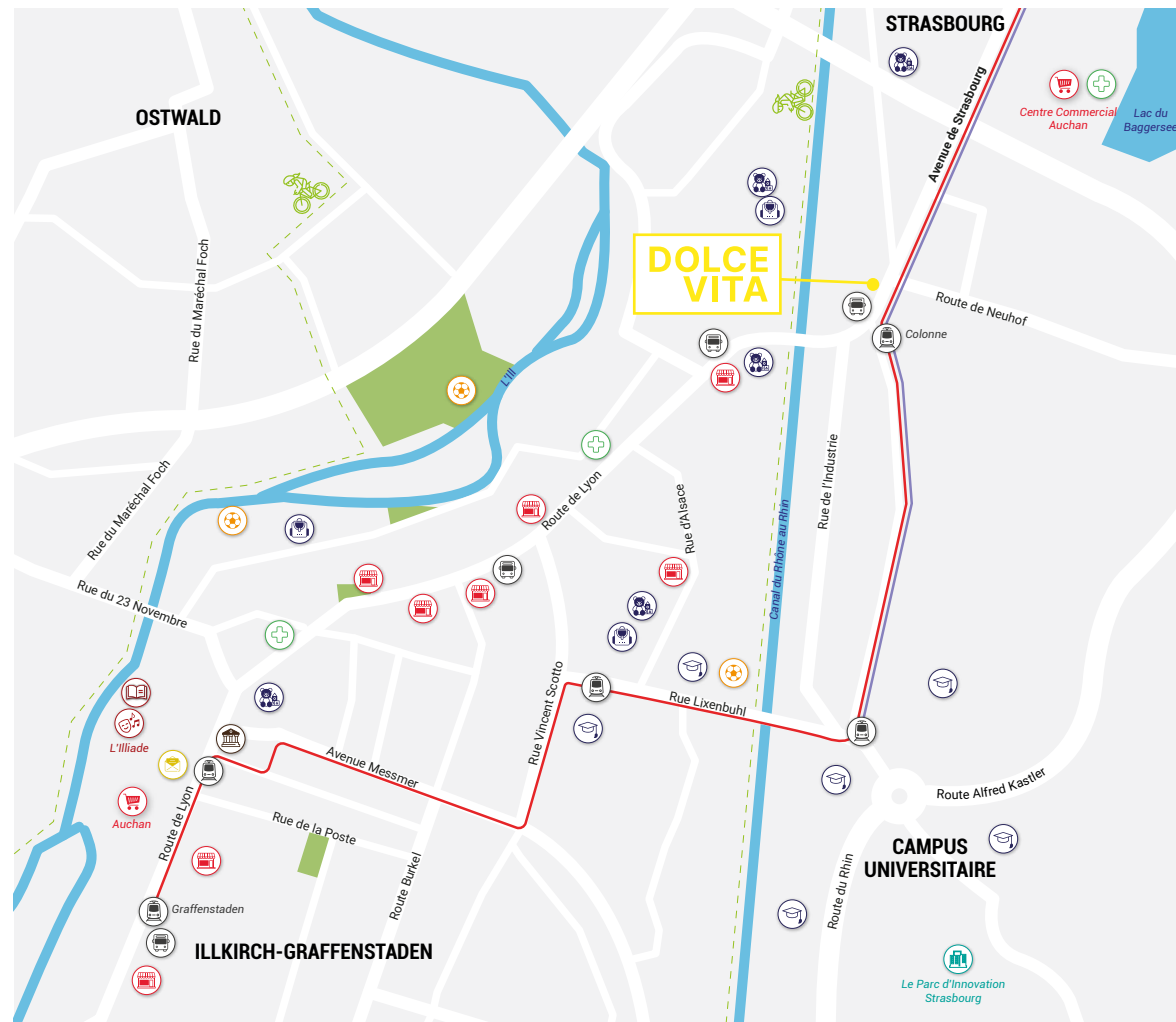 STRASBOURG
OSTWALD
Avenue de Strasbourg
Centre Commercial
Auchan
Lac du
Baggersee
DOLCE
VITA
Rue du Maréchal Foch
Route de Neuhof
Colonne
L'Ill
Rue du Maréchal Foch
Route de Lyon
Rue d'Alsace
Rue de l'Industrie
Canal du Rhône au Rhin
Rue du 23 Novembre
Rue Vincent Scotto
Rue Lixenbuhl
L'Illiade
Avenue Messmer
Auchan
Route de Lyon
Rue de la Poste
Route Alfred Kastler
CAMPUS
UNIVERSITAIRE
Route Burkel
Route du Rhin
Graffenstaden
ILLKIRCH-GRAFFENSTADEN
Le Parc d'Innovation
Strasbourg